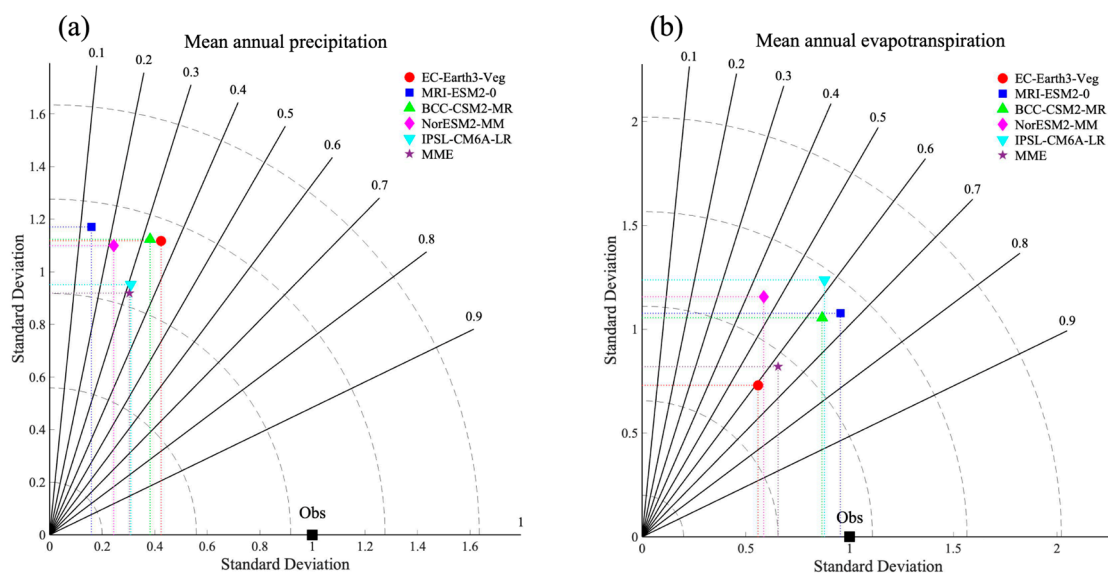 (a)
Mean annual precipitation
0.1
0.2
0.3
0.4
0.5
0.6
0.7
0.8
0.9
1
EC-Earth3-Veg
MRI-ESM2-0
BCC-CSM2-MR
NorESM2-MM
IPSL-CM6A-LR
MME
Standard Deviation
1.6
1.4
1.2
1
0.8
0.6
0.4
0.2
0
Obs
0 0.2 0.4 0.6 0.8 1 1.2 1.4 1.6
Standard Deviation
(b)
Mean annual evapotranspiration
0.1
0.2
0.3
0.4
0.5
0.6
0.7
0.8
0.9
EC-Earth3-Veg
MRI-ESM2-0
BCC-CSM2-MR
NorESM2-MM
IPSL-CM6A-LR
MME
Standard Deviation
2
1.5
1
0.5
0
Obs
0 0.5 1 1.5 2
Standard Deviation